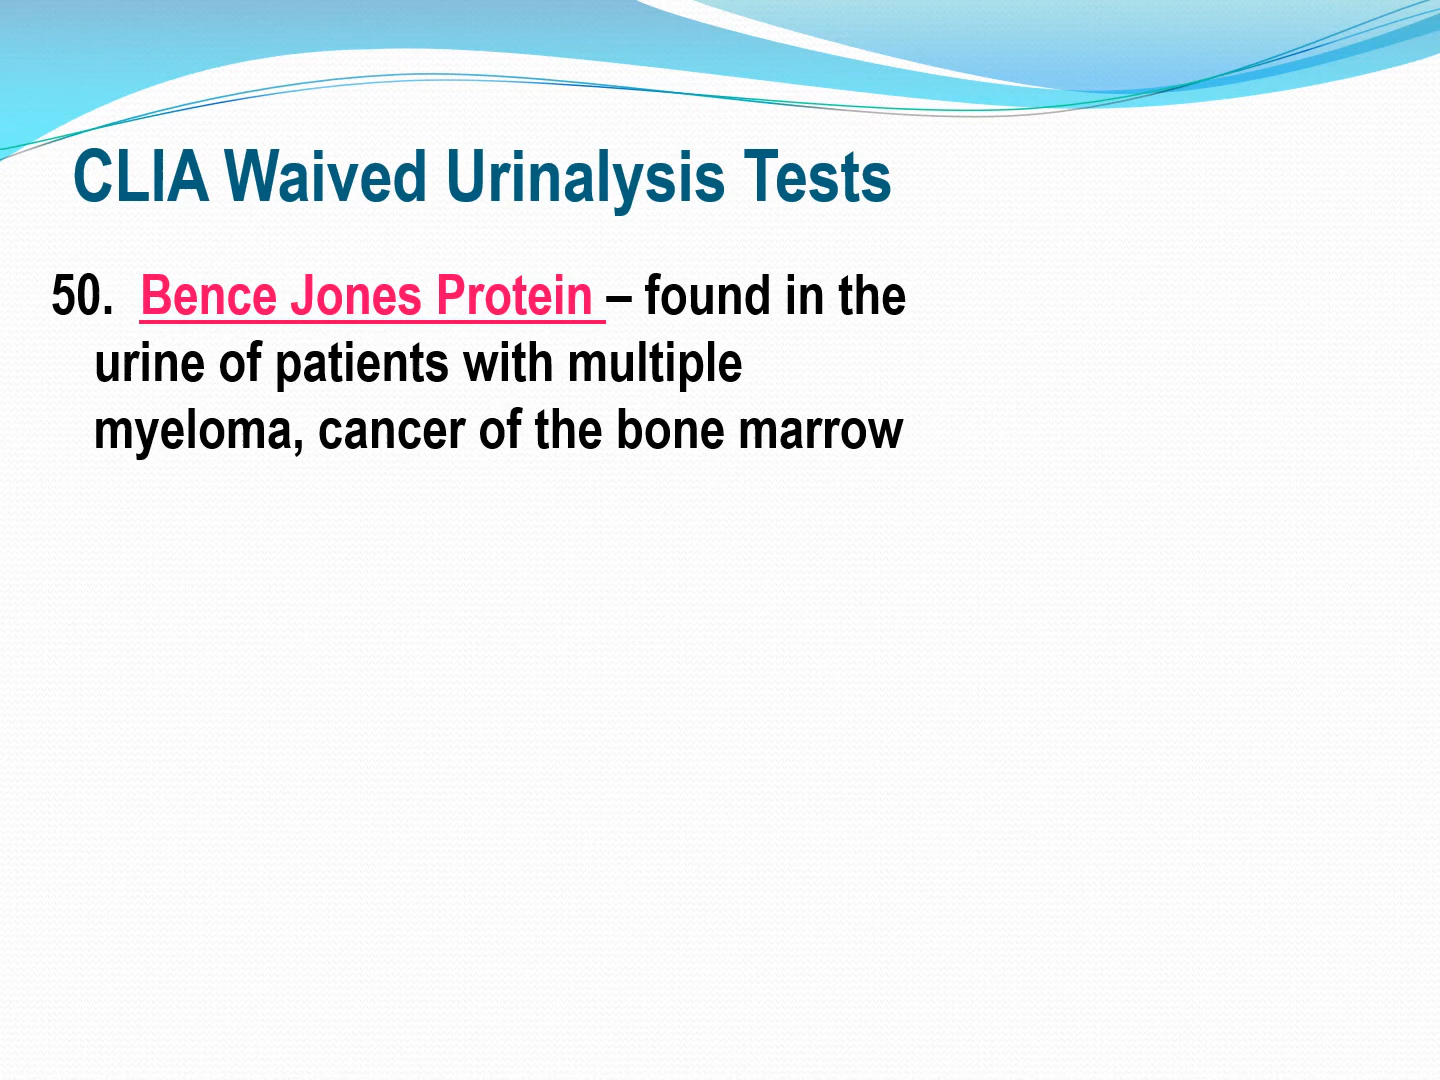 CLIA Waived Urinalysis Tests
50. Bence Jones Protein – found in the
urine of patients with multiple
myeloma, cancer of the bone marrow